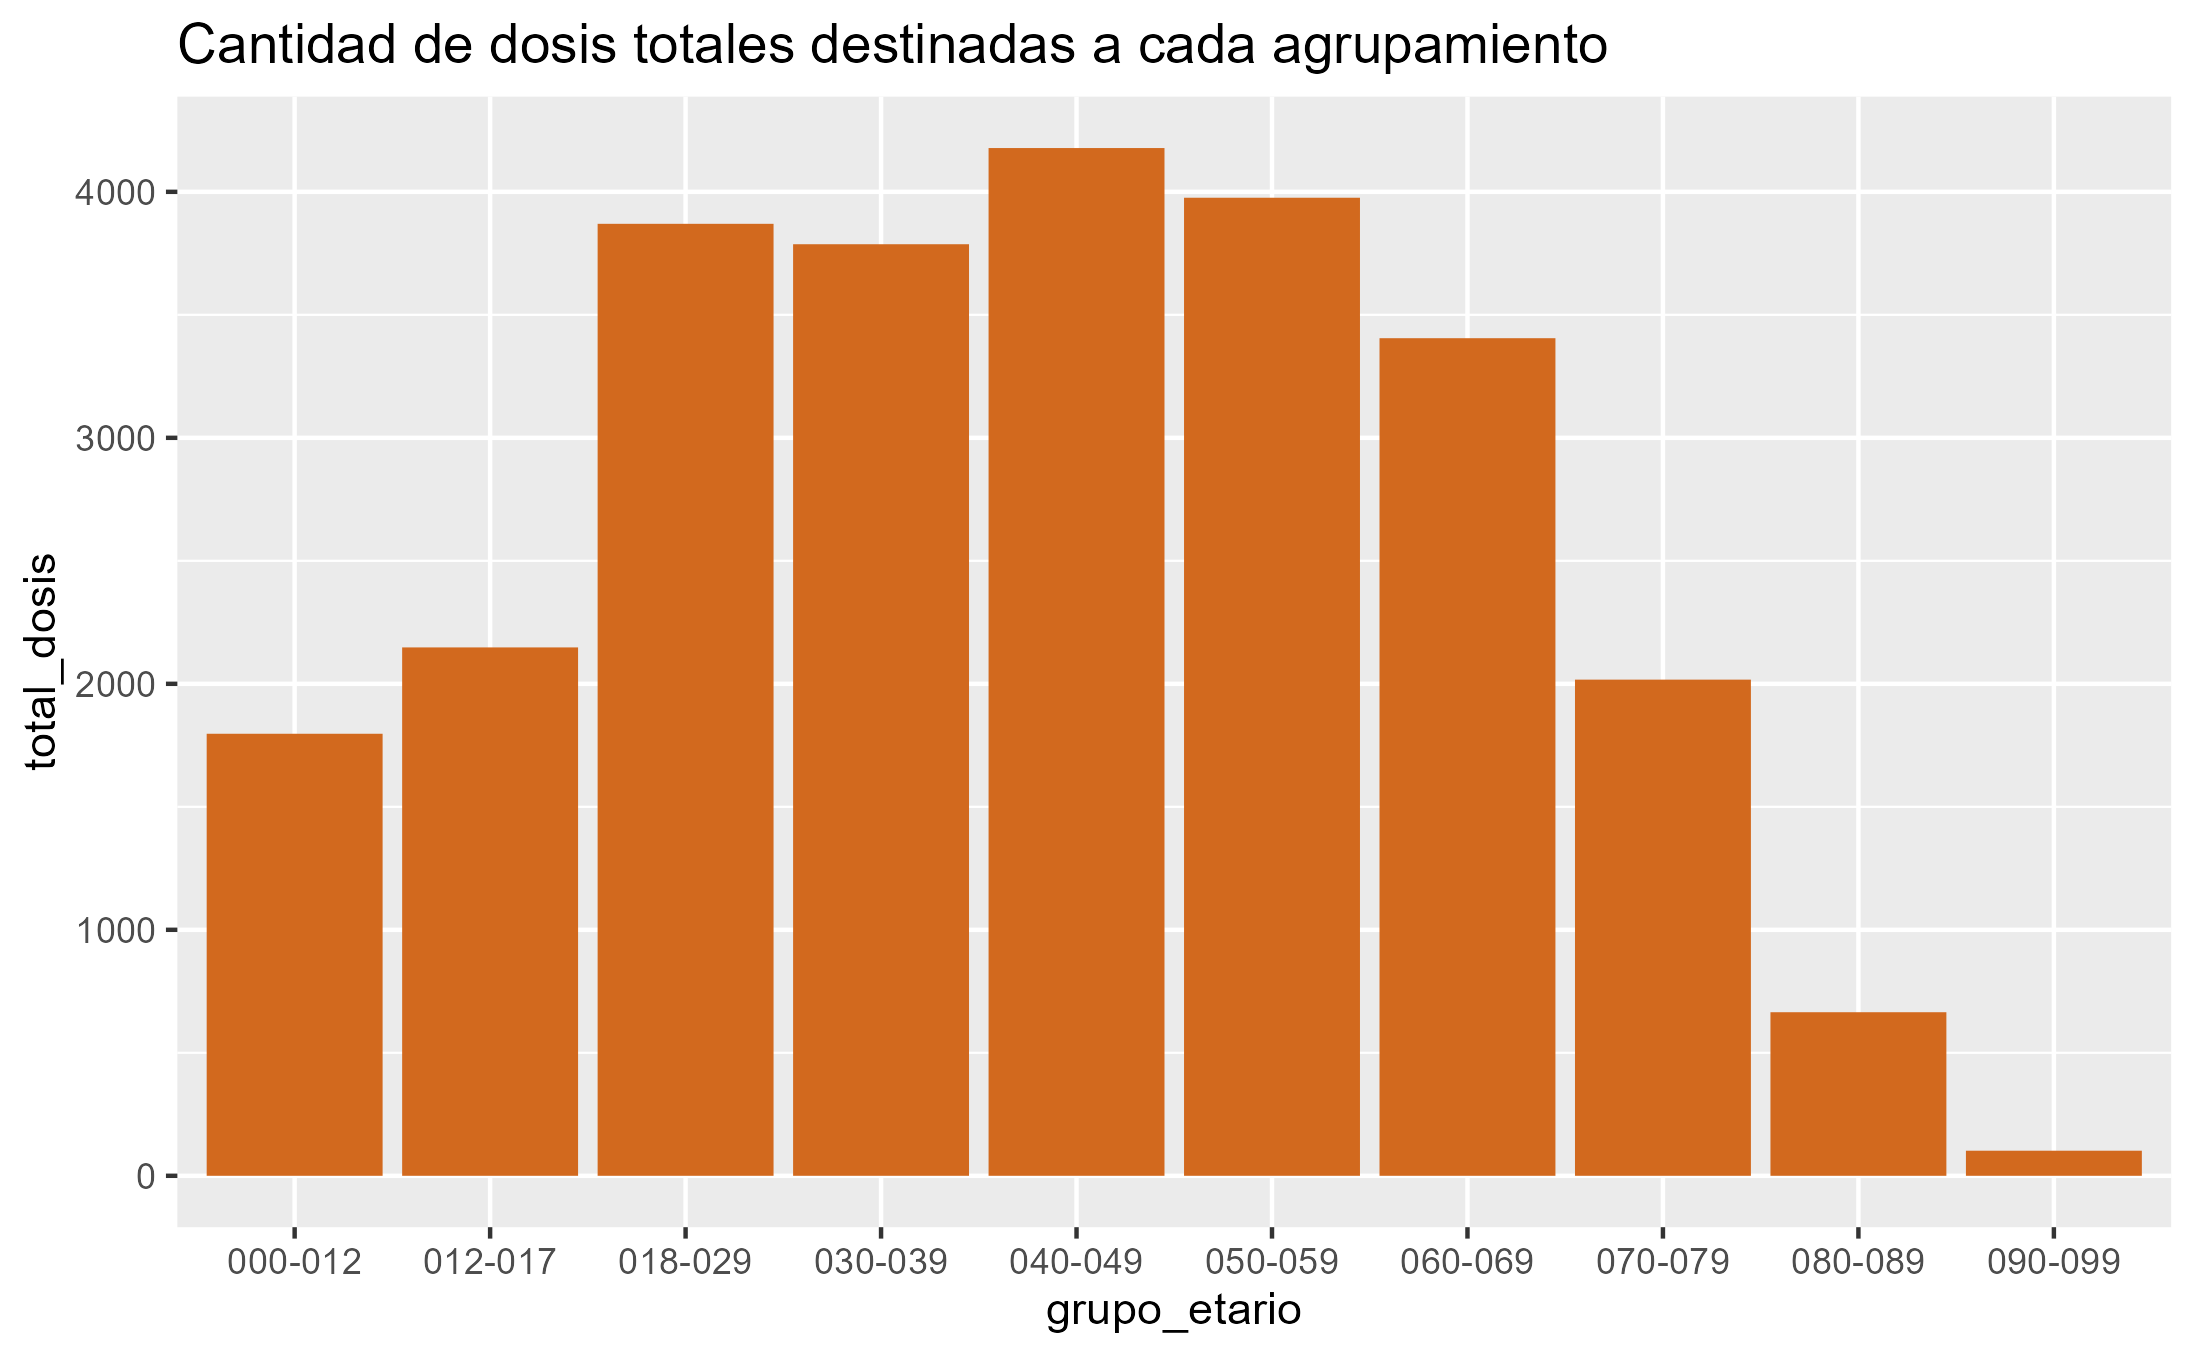 Cantidad de dosis totales destinadas a cada agrupamiento
total_dosis
4000
3000
2000
1000
0
000-012 012-017 018-029 030-039 040-049 050-059 060-069 070-079 080-089 090-099
grupo_etario